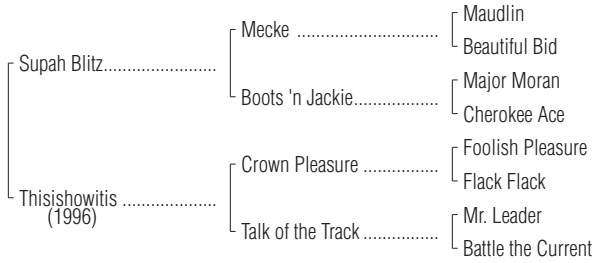 Maudlin
Mecke ................................
Beautiful Bid
Supah Blitz.........................
Major Moran
Boots 'n Jackie...................
Cherokee Ace
Foolish Pleasure
Crown Pleasure .................
Flack Flack
Thisishowitis .....................
(1996)
Mr. Leader
Talk of the Track .................
Battle the Current